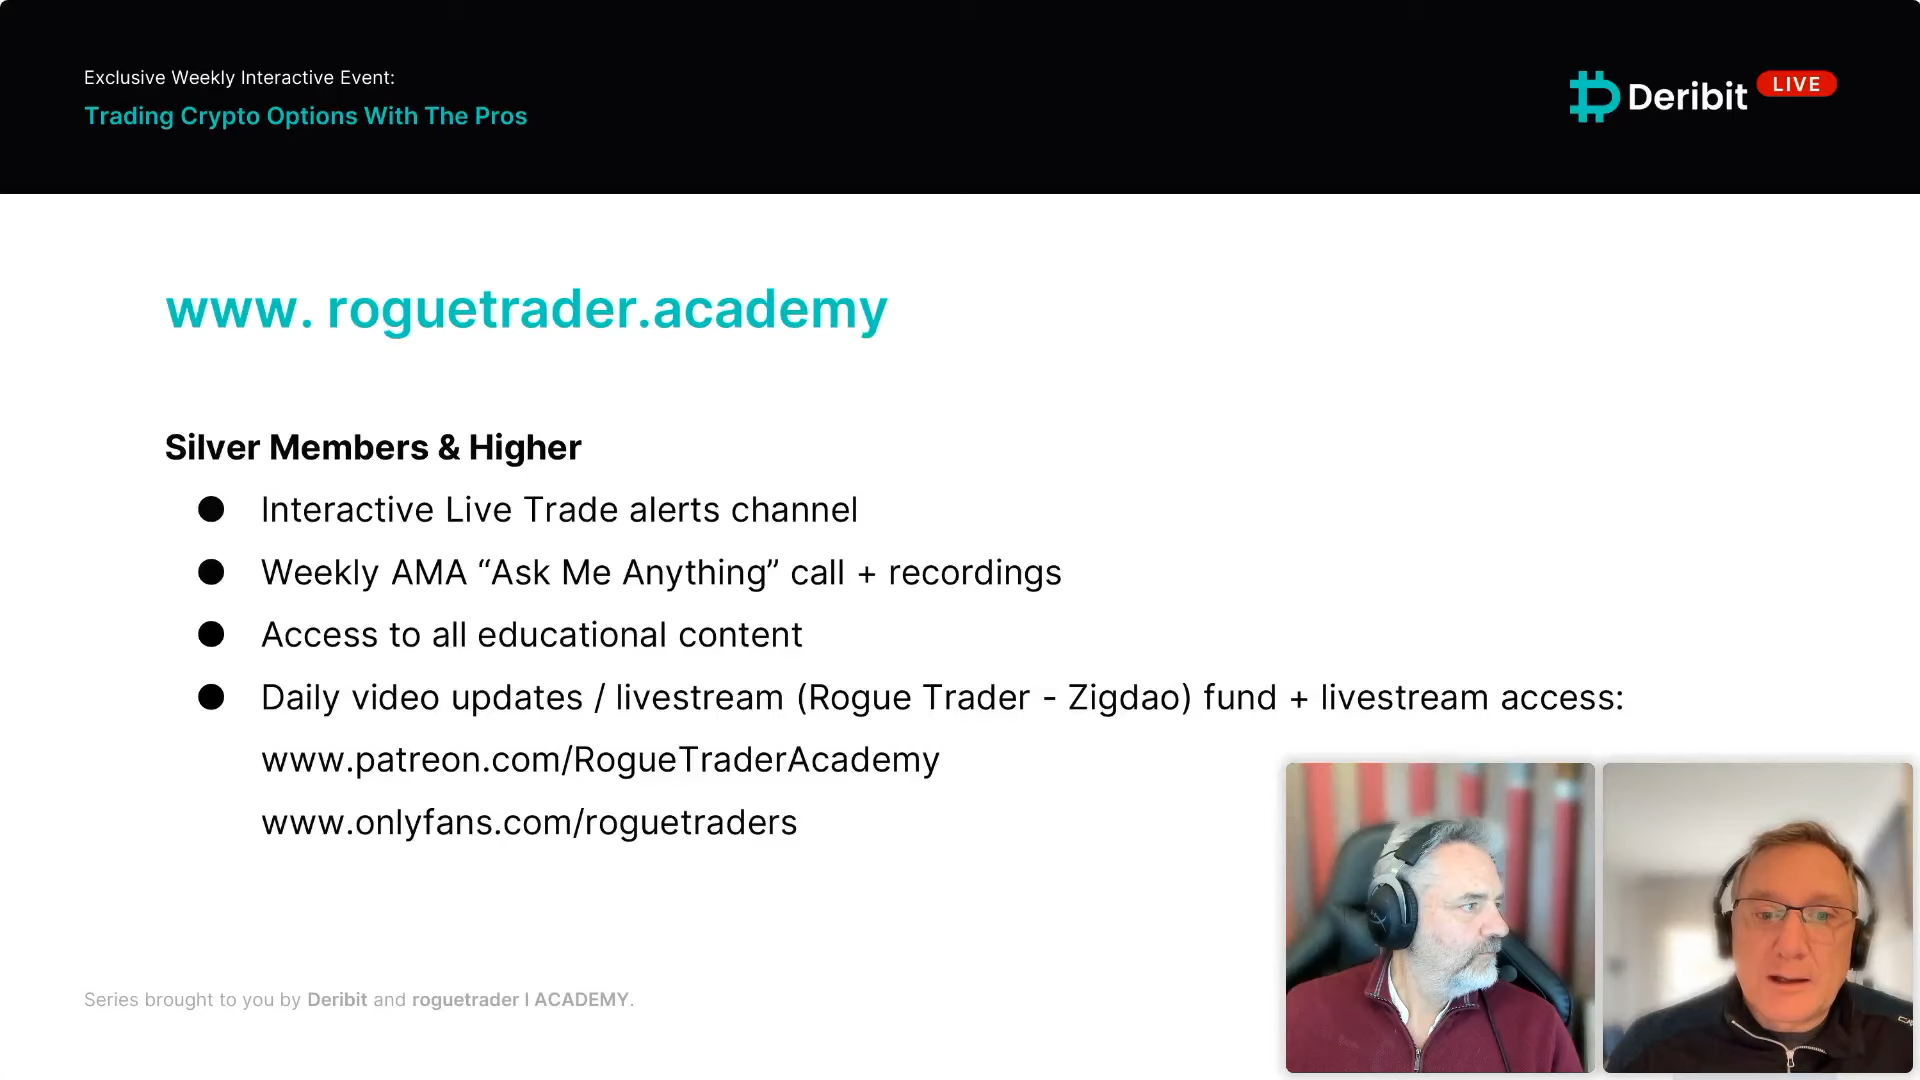 Exclusive Weekly Interactive Event:
Trading Crypto Options With The Pros
Deribit LIVE
www. roguetrader.academy
Silver Members & Higher
● Interactive Live Trade alerts channel
● Weekly AMA “Ask Me Anything” call + recordings
● Access to all educational content
● Daily video updates / livestream (Rogue Trader - Zigdao) fund + livestream access:
www.patreon.com/RogueTraderAcademy
www.onlyfans.com/roguetraders
Series brought to you by Deribit and roguetrader I ACADEMY.